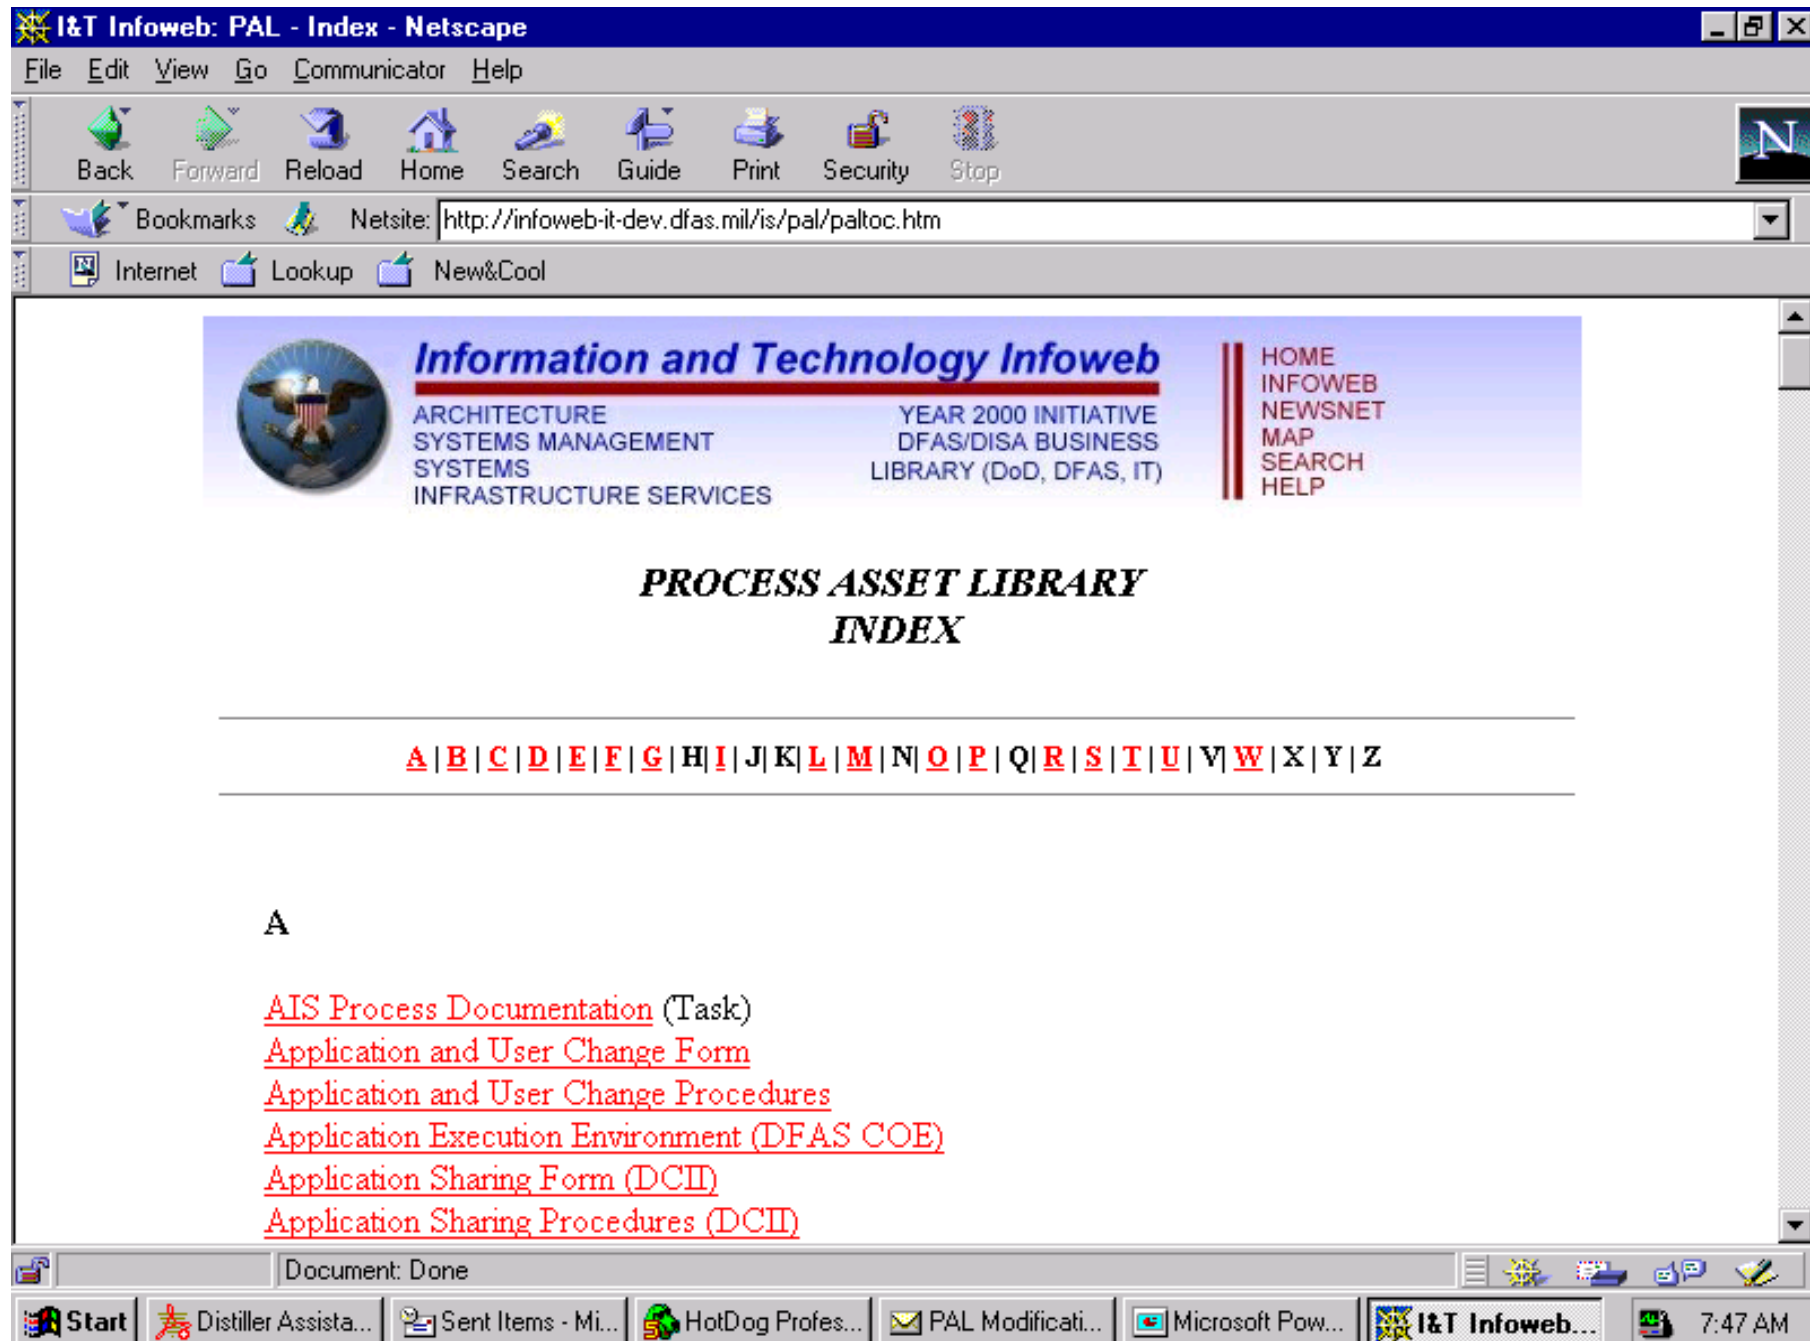 I&T Infoweb: PAL - Index - Netscape
File Edit View Go Communicator Help
Back Forward Reload Home Search Guide Print Security Stop
N
Bookmarks Netsite: http://infoweb-it-dev.dfas.mil/is/pal/paltoc.htm
Internet Lookup New&Cool
Information and Technology Infoweb
ARCHITECTURE
SYSTEMS MANAGEMENT
SYSTEMS
INFRASTRUCTURE SERVICES
YEAR 2000 INITIATIVE
DFAS/DISA BUSINESS
LIBRARY (DoD, DFAS, IT)
HOME
INFOWEB
NEWSNET
MAP
SEARCH
HELP
PROCESS ASSET LIBRARY
INDEX
A | B | C | D | E | F | G | H| I | J| K| L | M | N| O | P | Q| R | S | T | U | V| W | X | Y | Z
A
AIS Process Documentation (Task)
Application and User Change Form
Application and User Change Procedures
Application Execution Environment (DFAS COE)
Application Sharing Form (DCII)
Application Sharing Procedures (DCII)
Document: Done
Start Distiller Assista... Sent Items - Mi... HotDog Profes... PAL Modificati... Microsoft Pow... I&T Infoweb... 7:47 AM